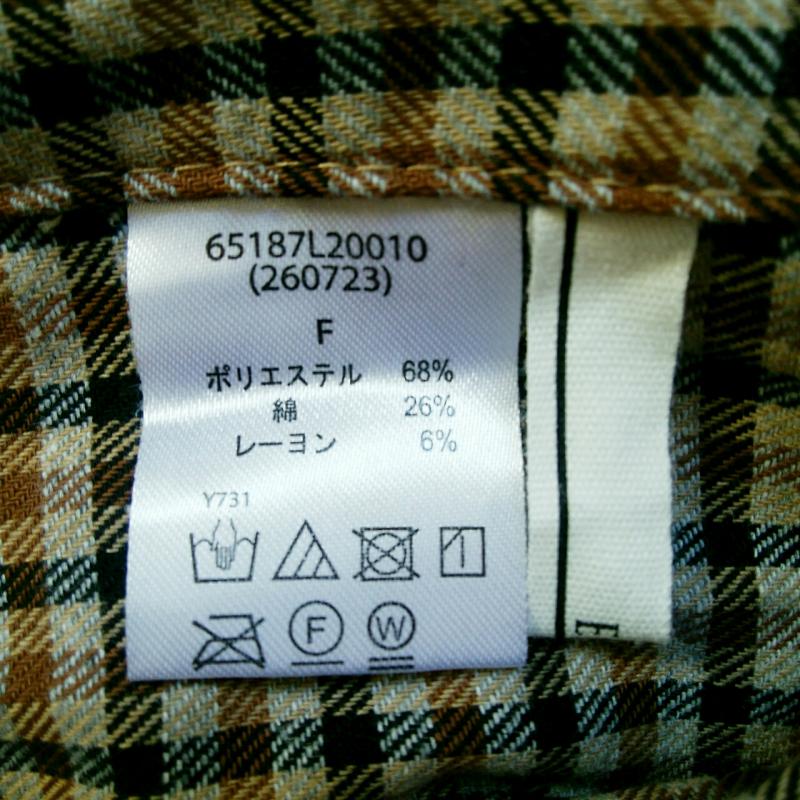 65187L20010
(260723)
F
ポリエステル 68%
綿 26%
レーヨン 6%
Y731
F
W
E